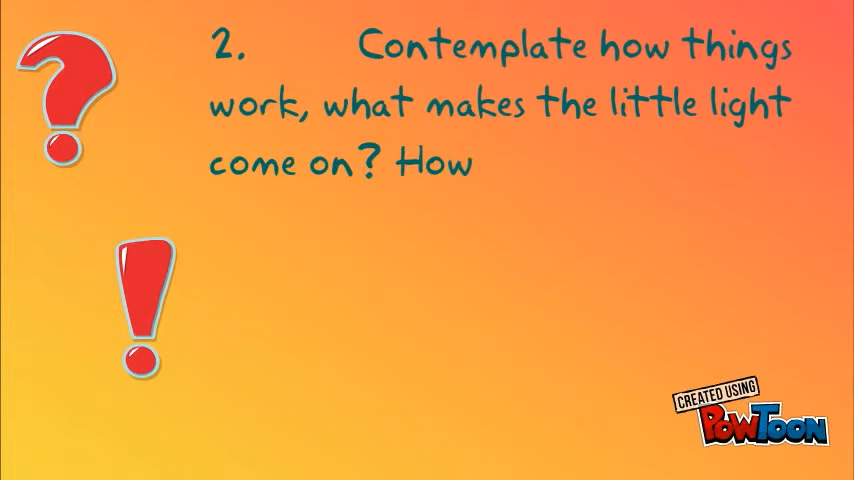 2. Contemplate how things
work, what makes the little light
come on? How
CREATED USING
POWTOON